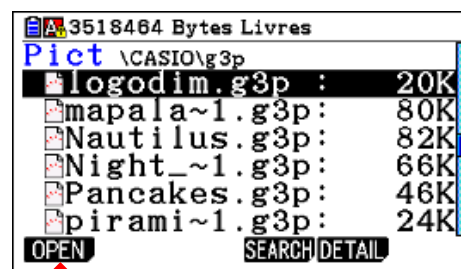 3518464 Bytes Livres
Pict \CASIO\g3p
logodim.g3p : 20K
mapala~1.g3p: 80K
Nautilus.g3p: 82K
Night_~1.g3p: 66K
Pancakes.g3p: 46K
pirami~1.g3p: 24K
OPEN SEARCH DETAIL